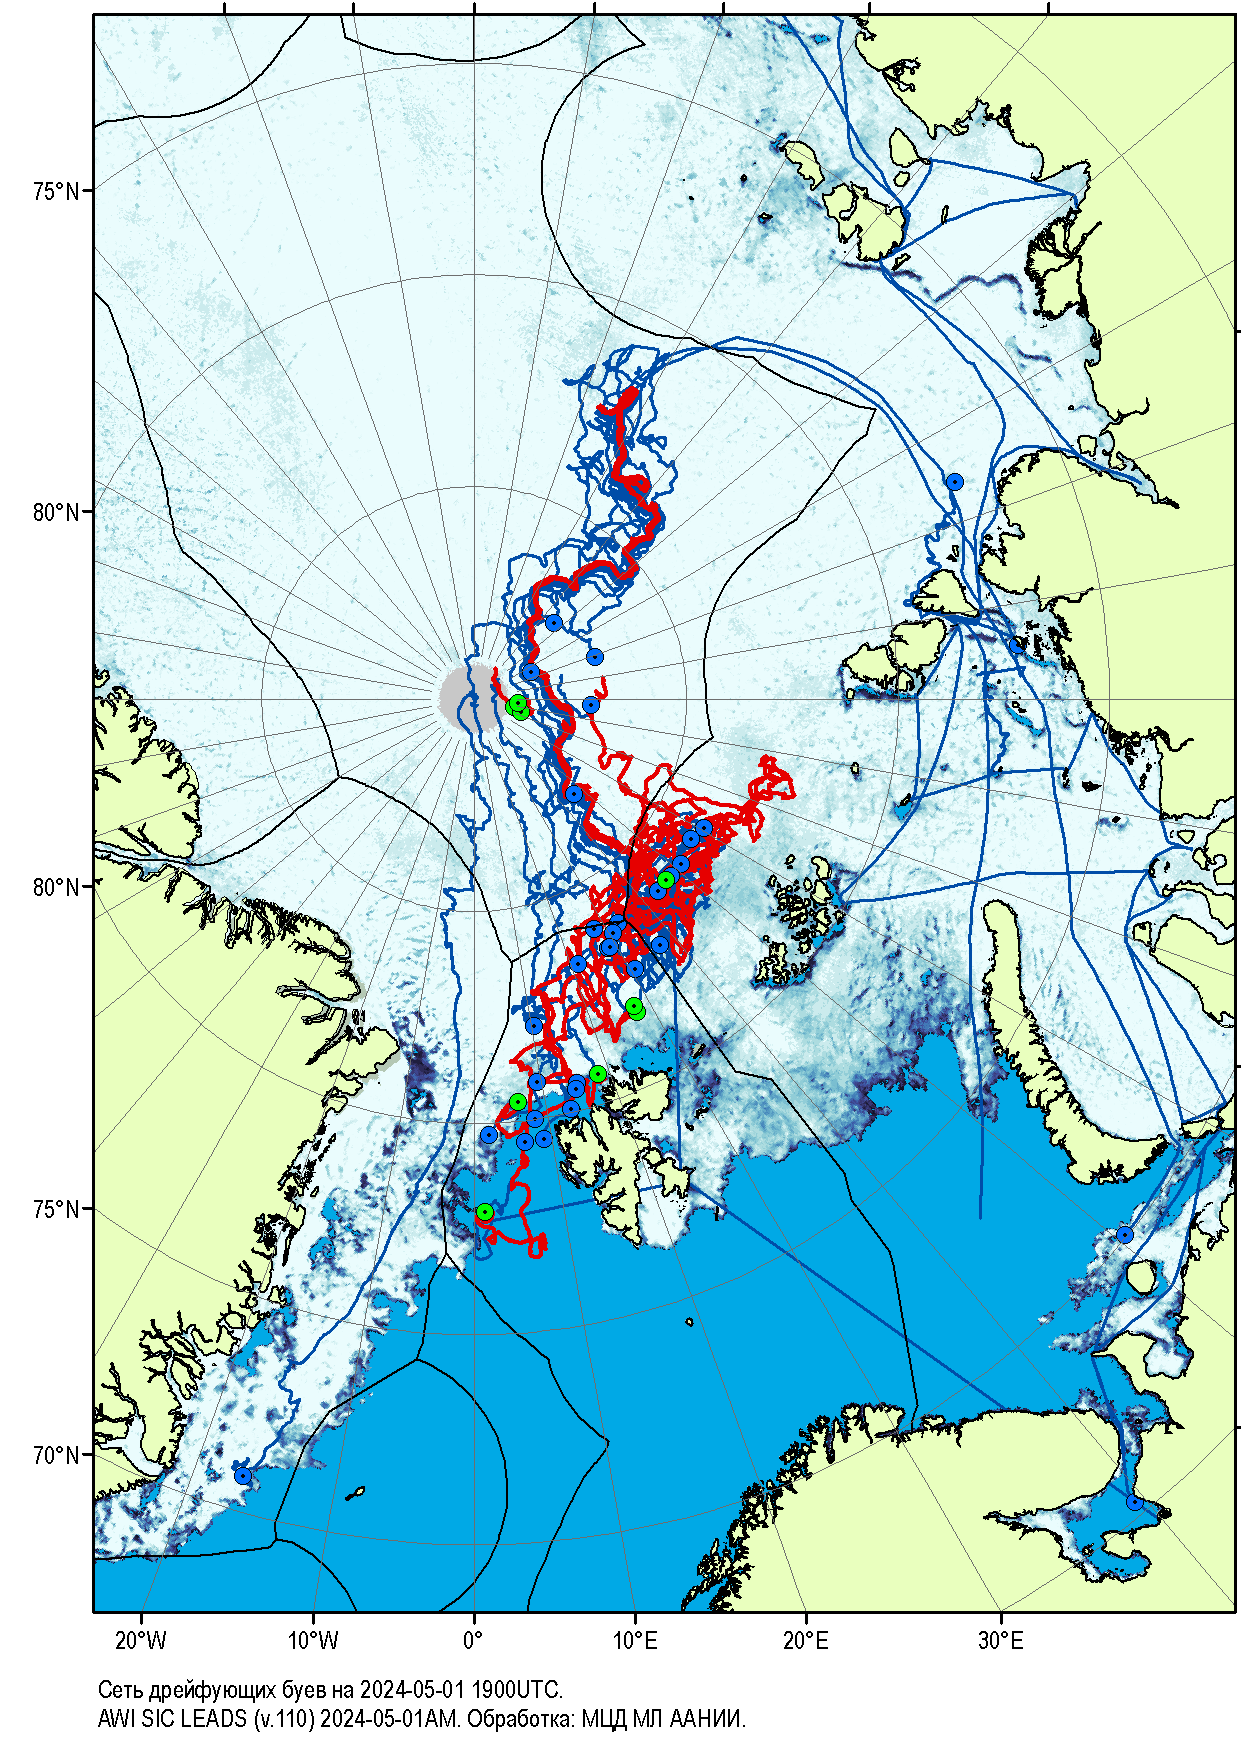 75°N
80°N
80°N
75°N
70°N
20°W 10°W 0° 10°E 20°E 30°E
Сеть дрейфующих буев на 2024-05-01 1900UTC.
AWI SIC LEADS (v.110) 2024-05-01AM. Обработка: МЦД МЛ ААНИИ.